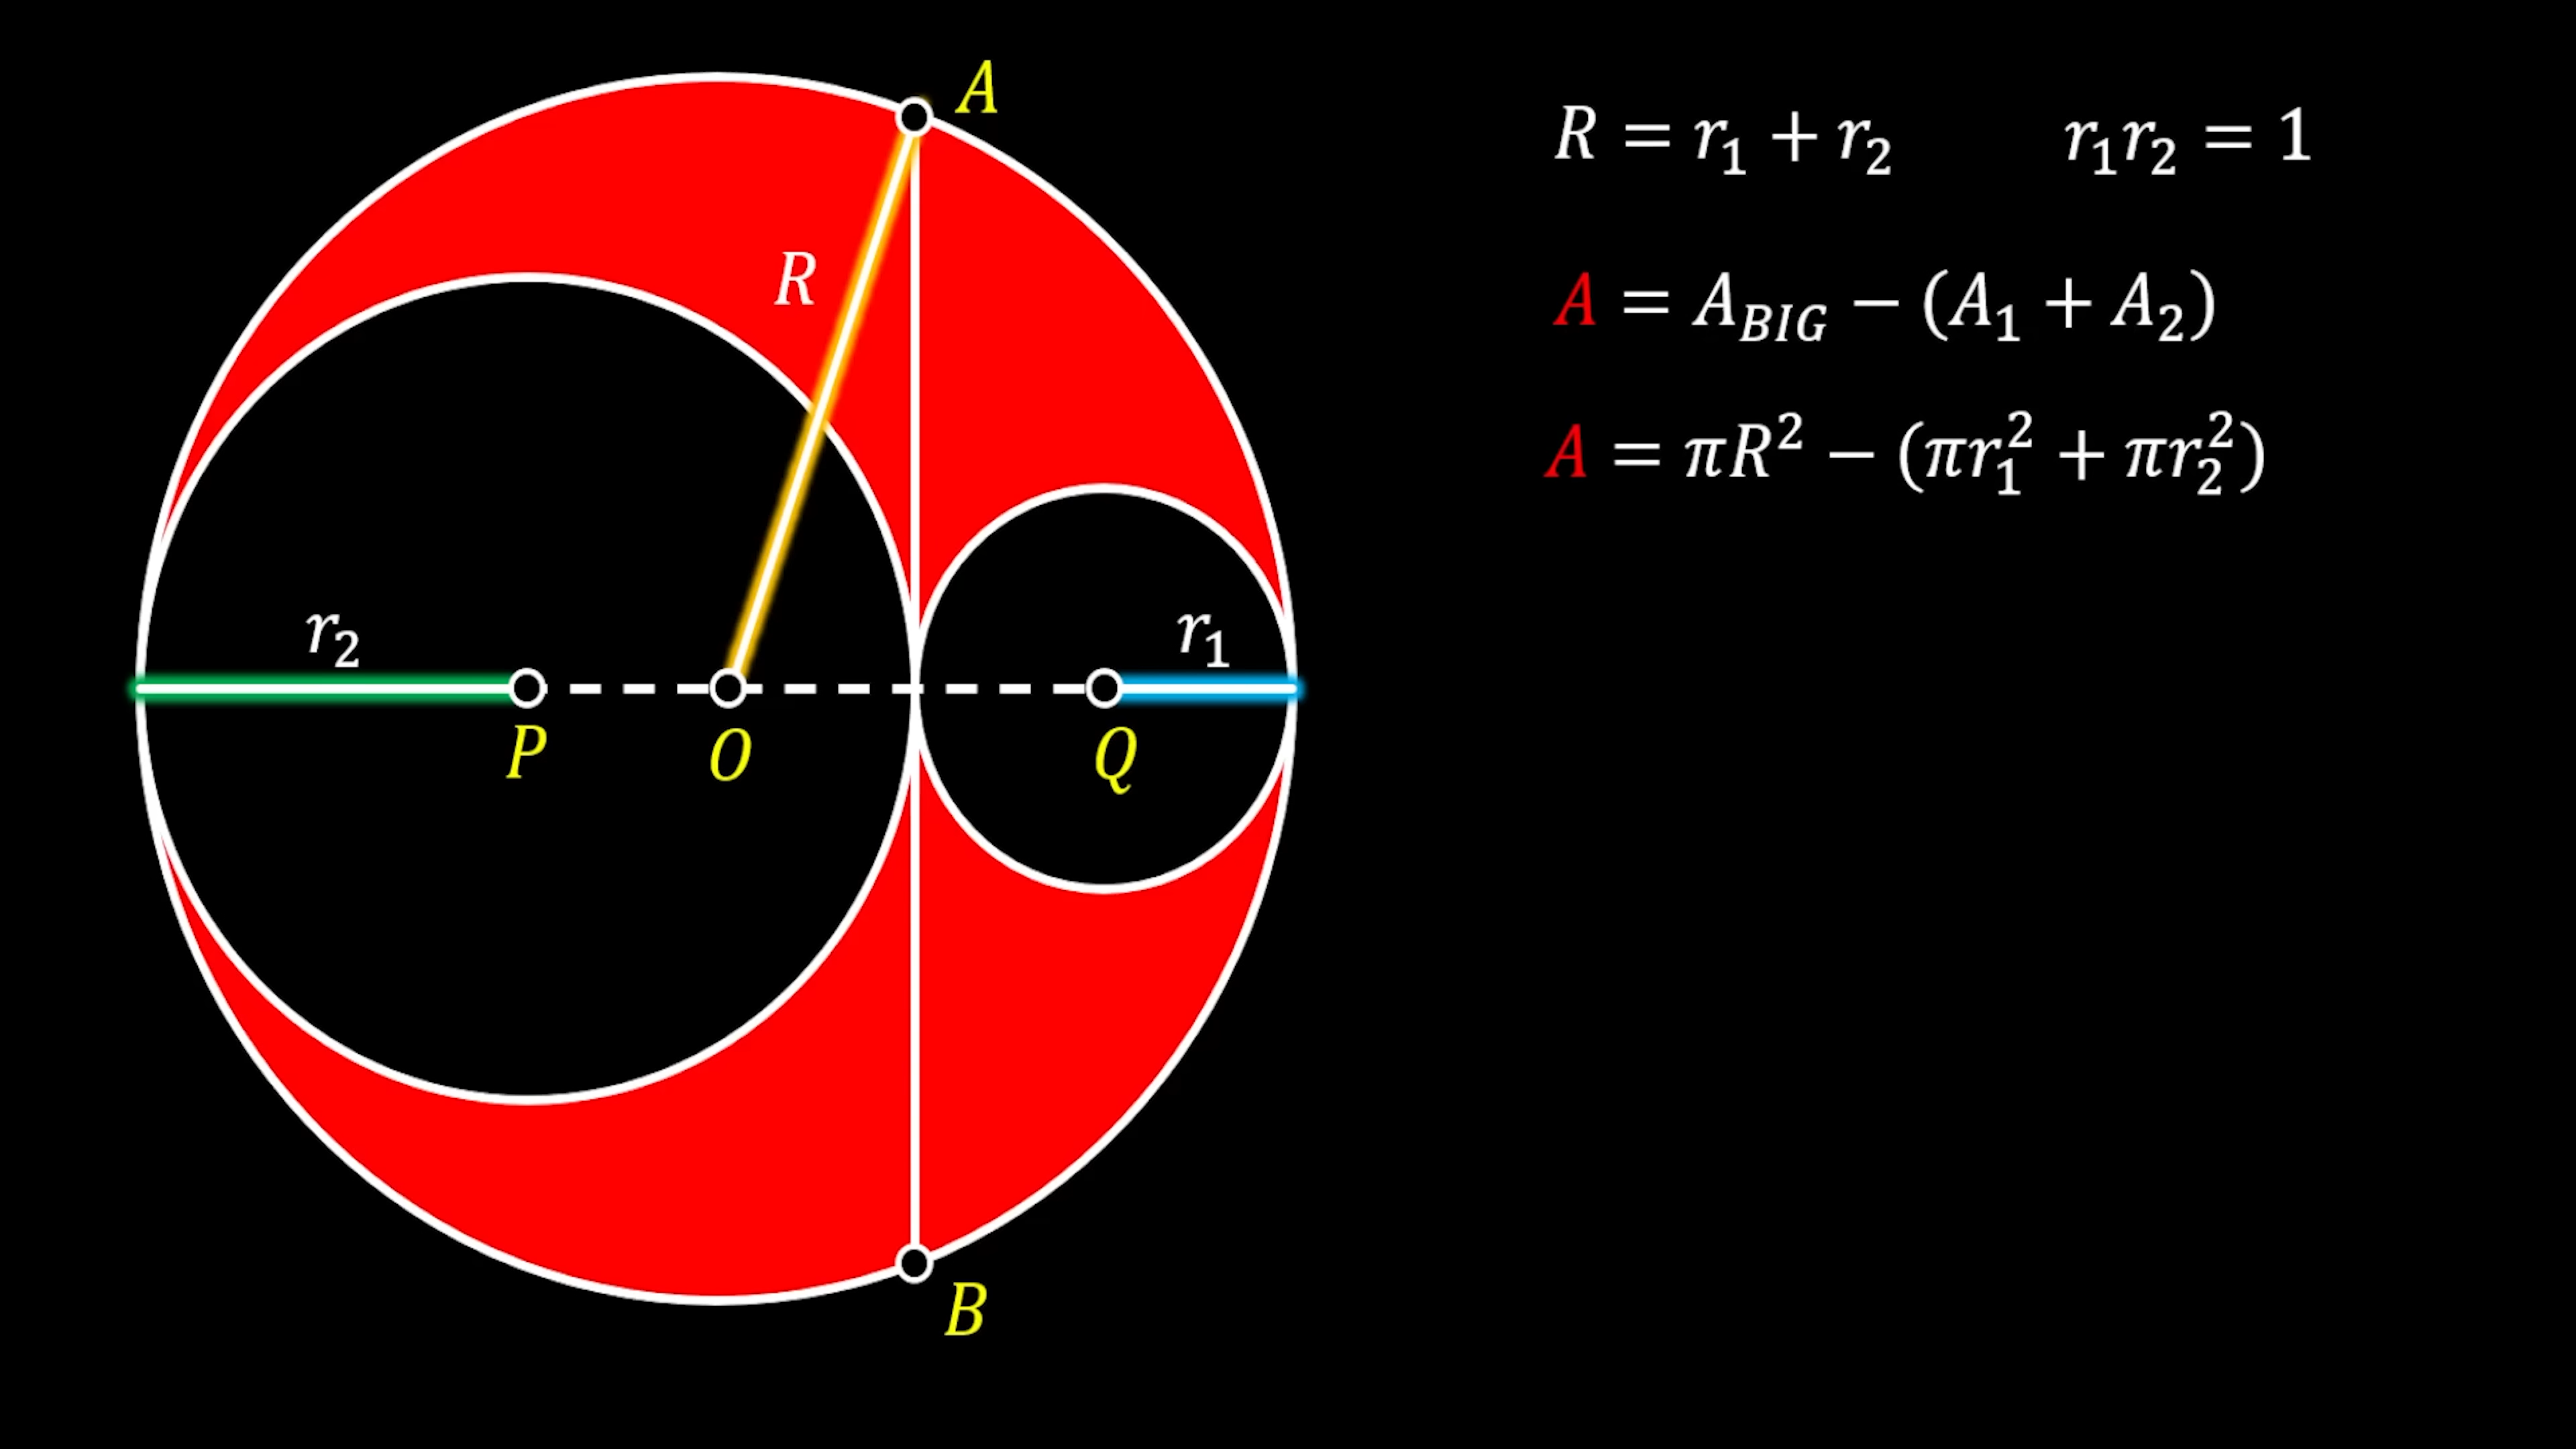 A
R
r₂
r₁
P O Q
B
R = r₁ + r₂ r₁r₂ = 1
A = A_BIG − (A₁ + A₂)
A = πR² − (πr₁² + πr₂²)